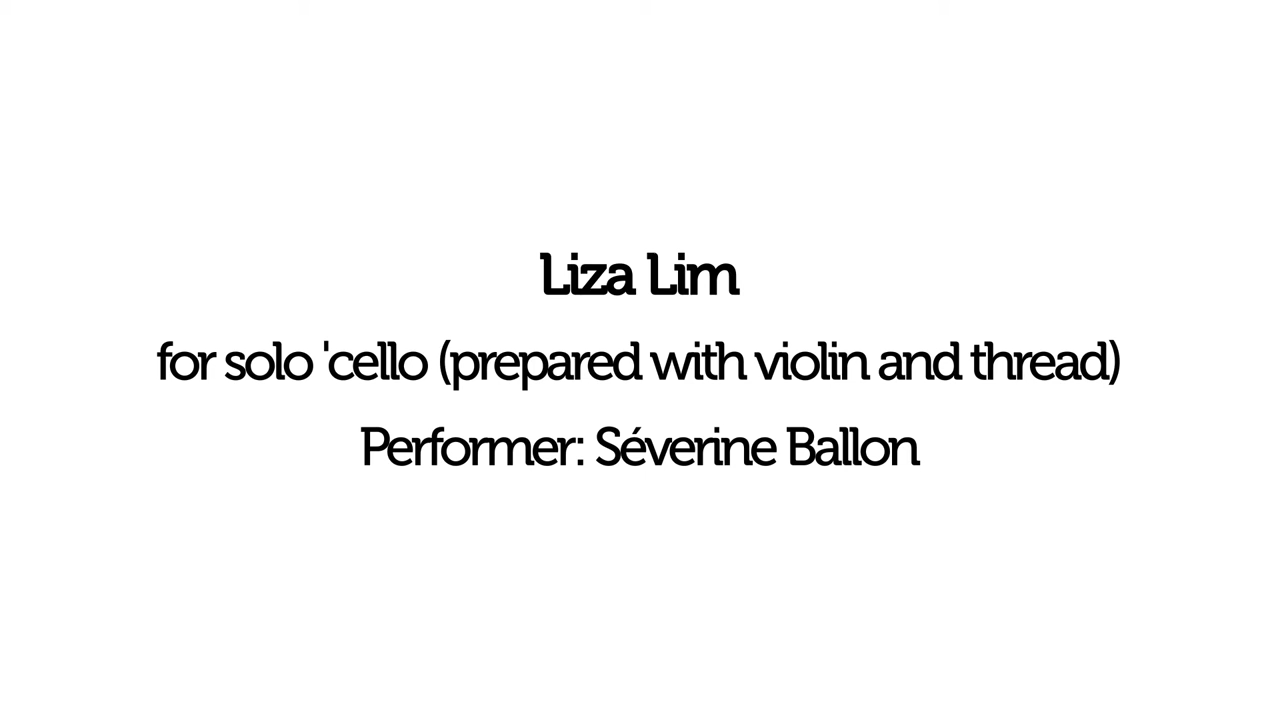 Liza Lim
for solo 'cello (prepared with violin and thread)
Performer: Séverine Ballon